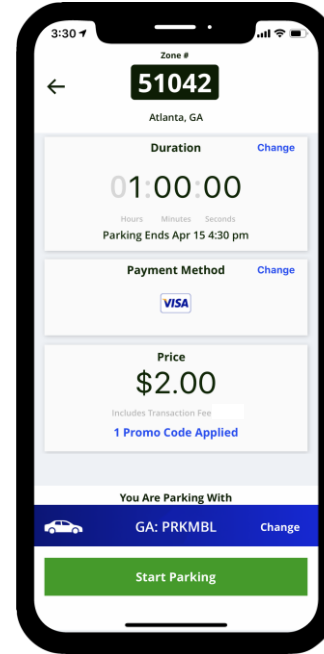 3:30
Zone #
51042
Atlanta, GA
Duration Change
01:00:00
Hours Minutes Seconds
Parking Ends Apr 15 4:30 pm
Payment Method Change
VISA
Price
$2.00
Includes Transaction Fee
1 Promo Code Applied
You Are Parking With
GA: PRKMBL Change
Start Parking